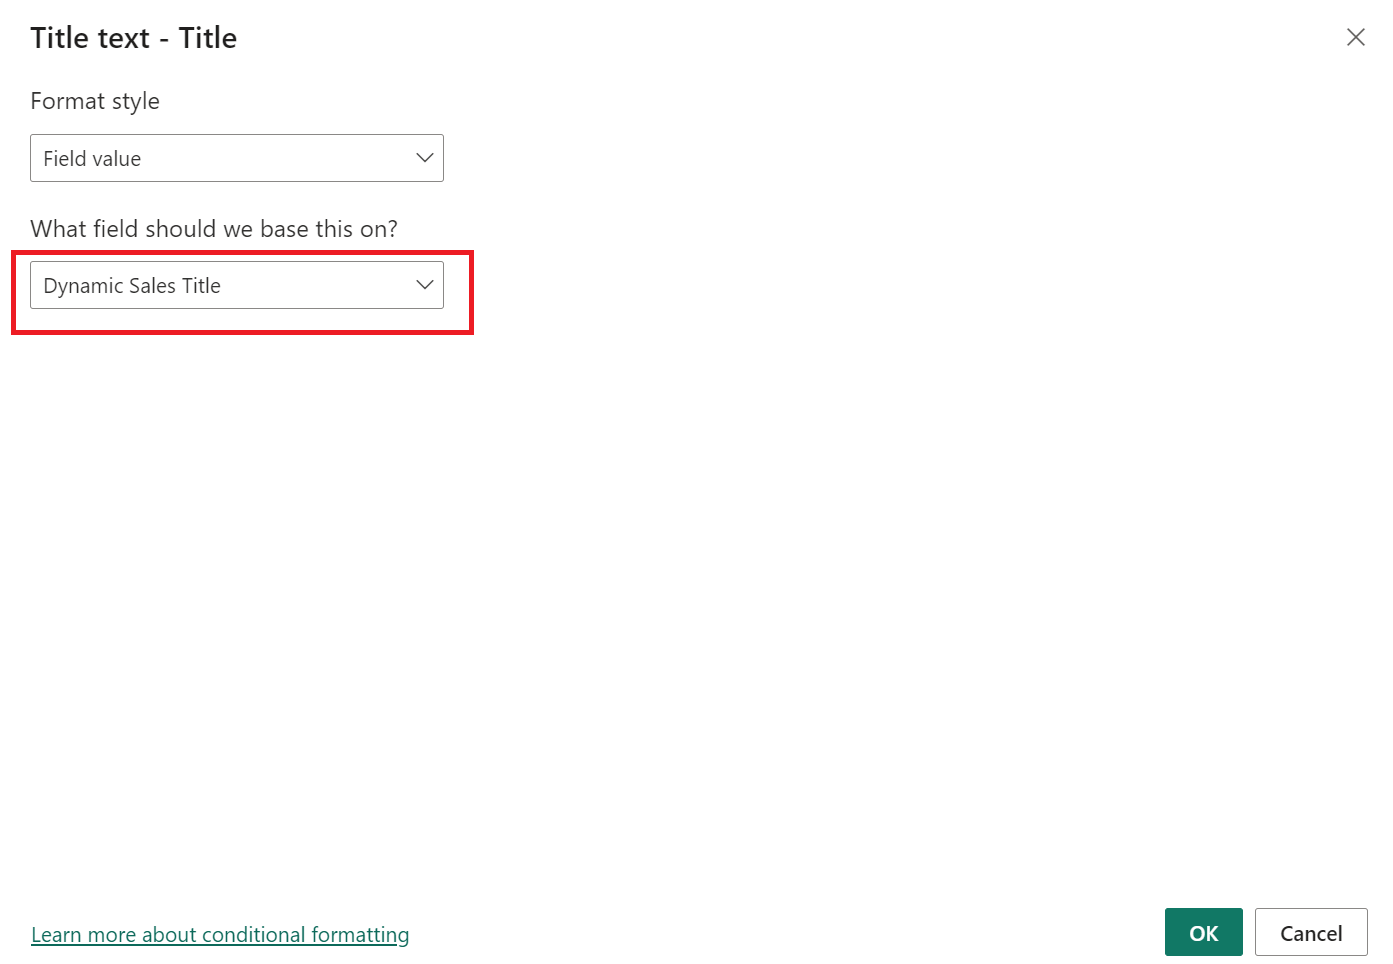 Title text - Title
Format style
Field value
What field should we base this on?
Dynamic Sales Title
Learn more about conditional formatting
OK
Cancel